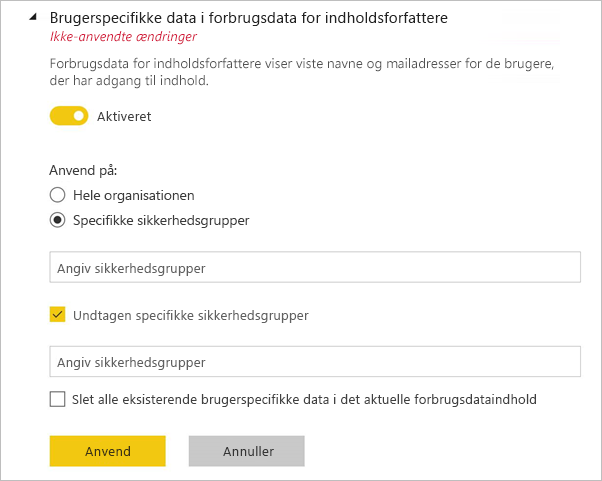 Brugerspecifikke data i forbrugsdata for indholdsforfattere
Ikke-anvendte ændringer
Forbrugsdata for indholdsforfattere viser viste navne og mailadresser for de brugere,
der har adgang til indhold.
Aktiveret
Anvend på:
Hele organisationen
Specifikke sikkerhedsgrupper
Angiv sikkerhedsgrupper
Undtagen specifikke sikkerhedsgrupper
Angiv sikkerhedsgrupper
Slet alle eksisterende brugerspecifikke data i det aktuelle forbrugsdataindhold
Anvend
Annuller